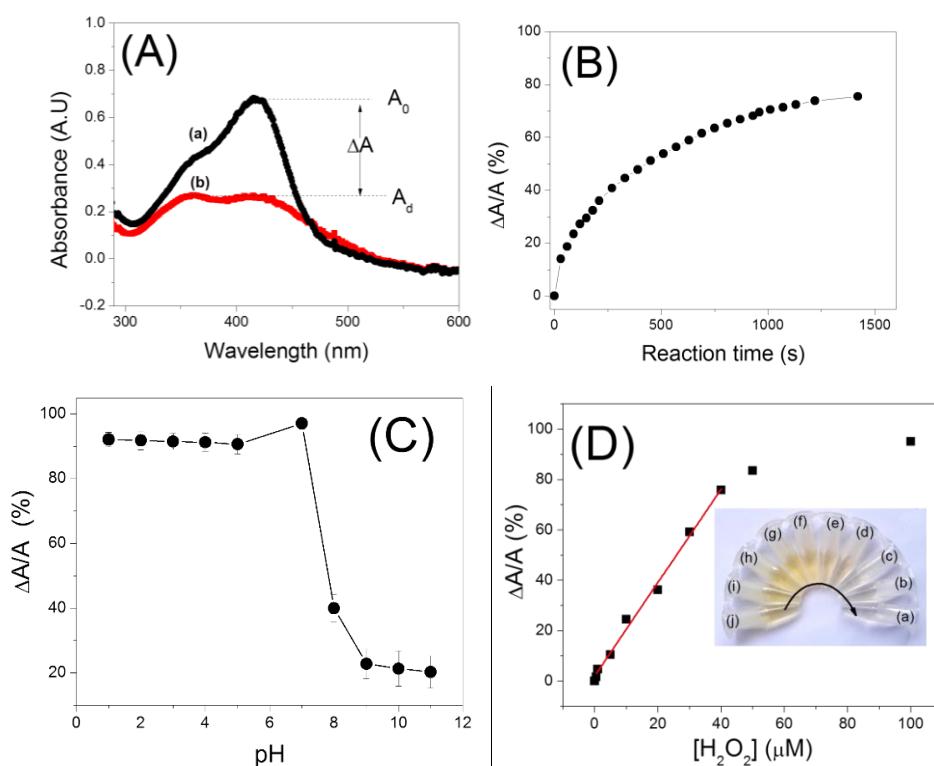 (A)
1.0
0.8
0.6
0.4
0.2
0.0
-0.2
Absorbance (A.U)
(a)
(b)
A0
ΔA
Ad
300 400 500 600
Wavelength (nm)
(B)
100
80
60
40
20
0
ΔA/A (%)
0 500 1000 1500
Reaction time (s)
(C)
100
80
60
40
20
ΔA/A (%)
0 2 4 6 8 10 12
pH
(D)
100
80
60
40
20
0
ΔA/A (%)
(a)
(b)
(c)
(d)
(e)
(f)
(g)
(h)
(i)
(j)
0 20 40 60 80 100
[H2O2] (μM)